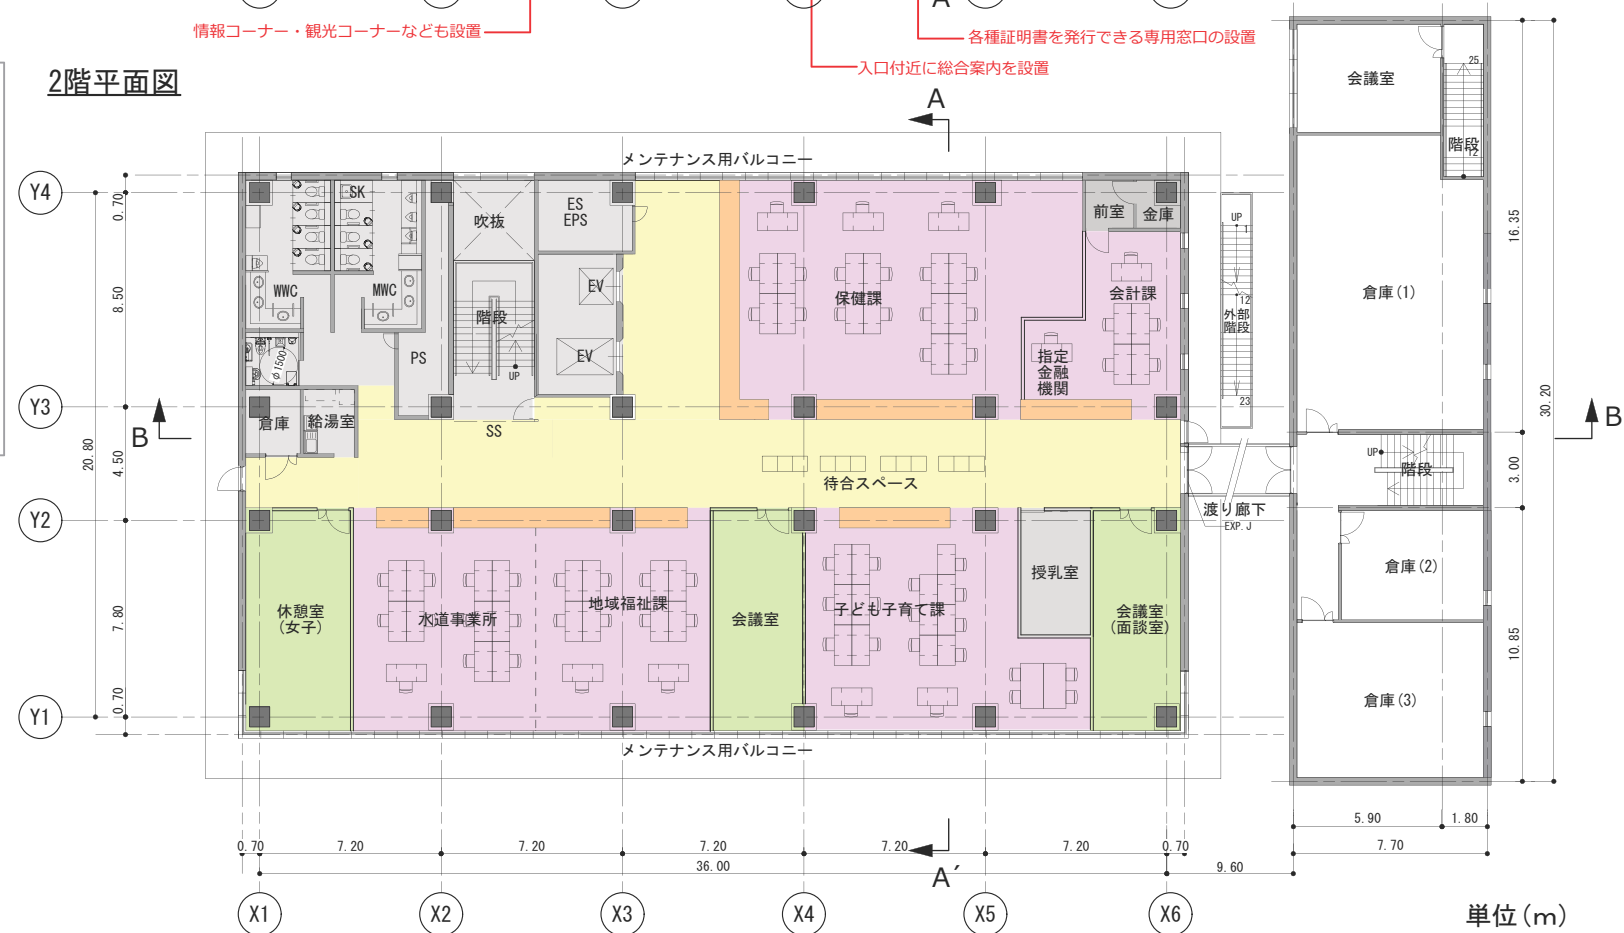 A
情報コーナー・観光コーナーなども設置
各種証明書を発行できる専用窓口の設置
入口付近に総合案内を設置
2階平面図
A
メンテナンス用バルコニー
会議室
25
階段
12
Y4
0.70
8.50
Y3
20.80
4.50
Y2
7.80
0.70
Y1
SK
WWC
MWC
吹抜
ES
EPS
EV
EV
階段
UP
PS
φ1500
倉庫
給湯室
SS
B
保健課
前室
金庫
会計課
指定
金融
機関
UP
1
12
外部
階段
23
倉庫(1)
16.35
30.20
B
待合スペース
渡り廊下
EXP.J
UP
階段
3.00
休憩室
(女子)
水道事業所
地域福祉課
会議室
子ども子育て課
授乳室
会議室
(面談室)
倉庫(2)
倉庫(3)
10.85
メンテナンス用バルコニー
0.70
7.20
7.20
7.20
7.20
7.20
0.70
36.00
9.60
5.90
1.80
7.70
A′
X1
X2
X3
X4
X5
X6
単位(m)